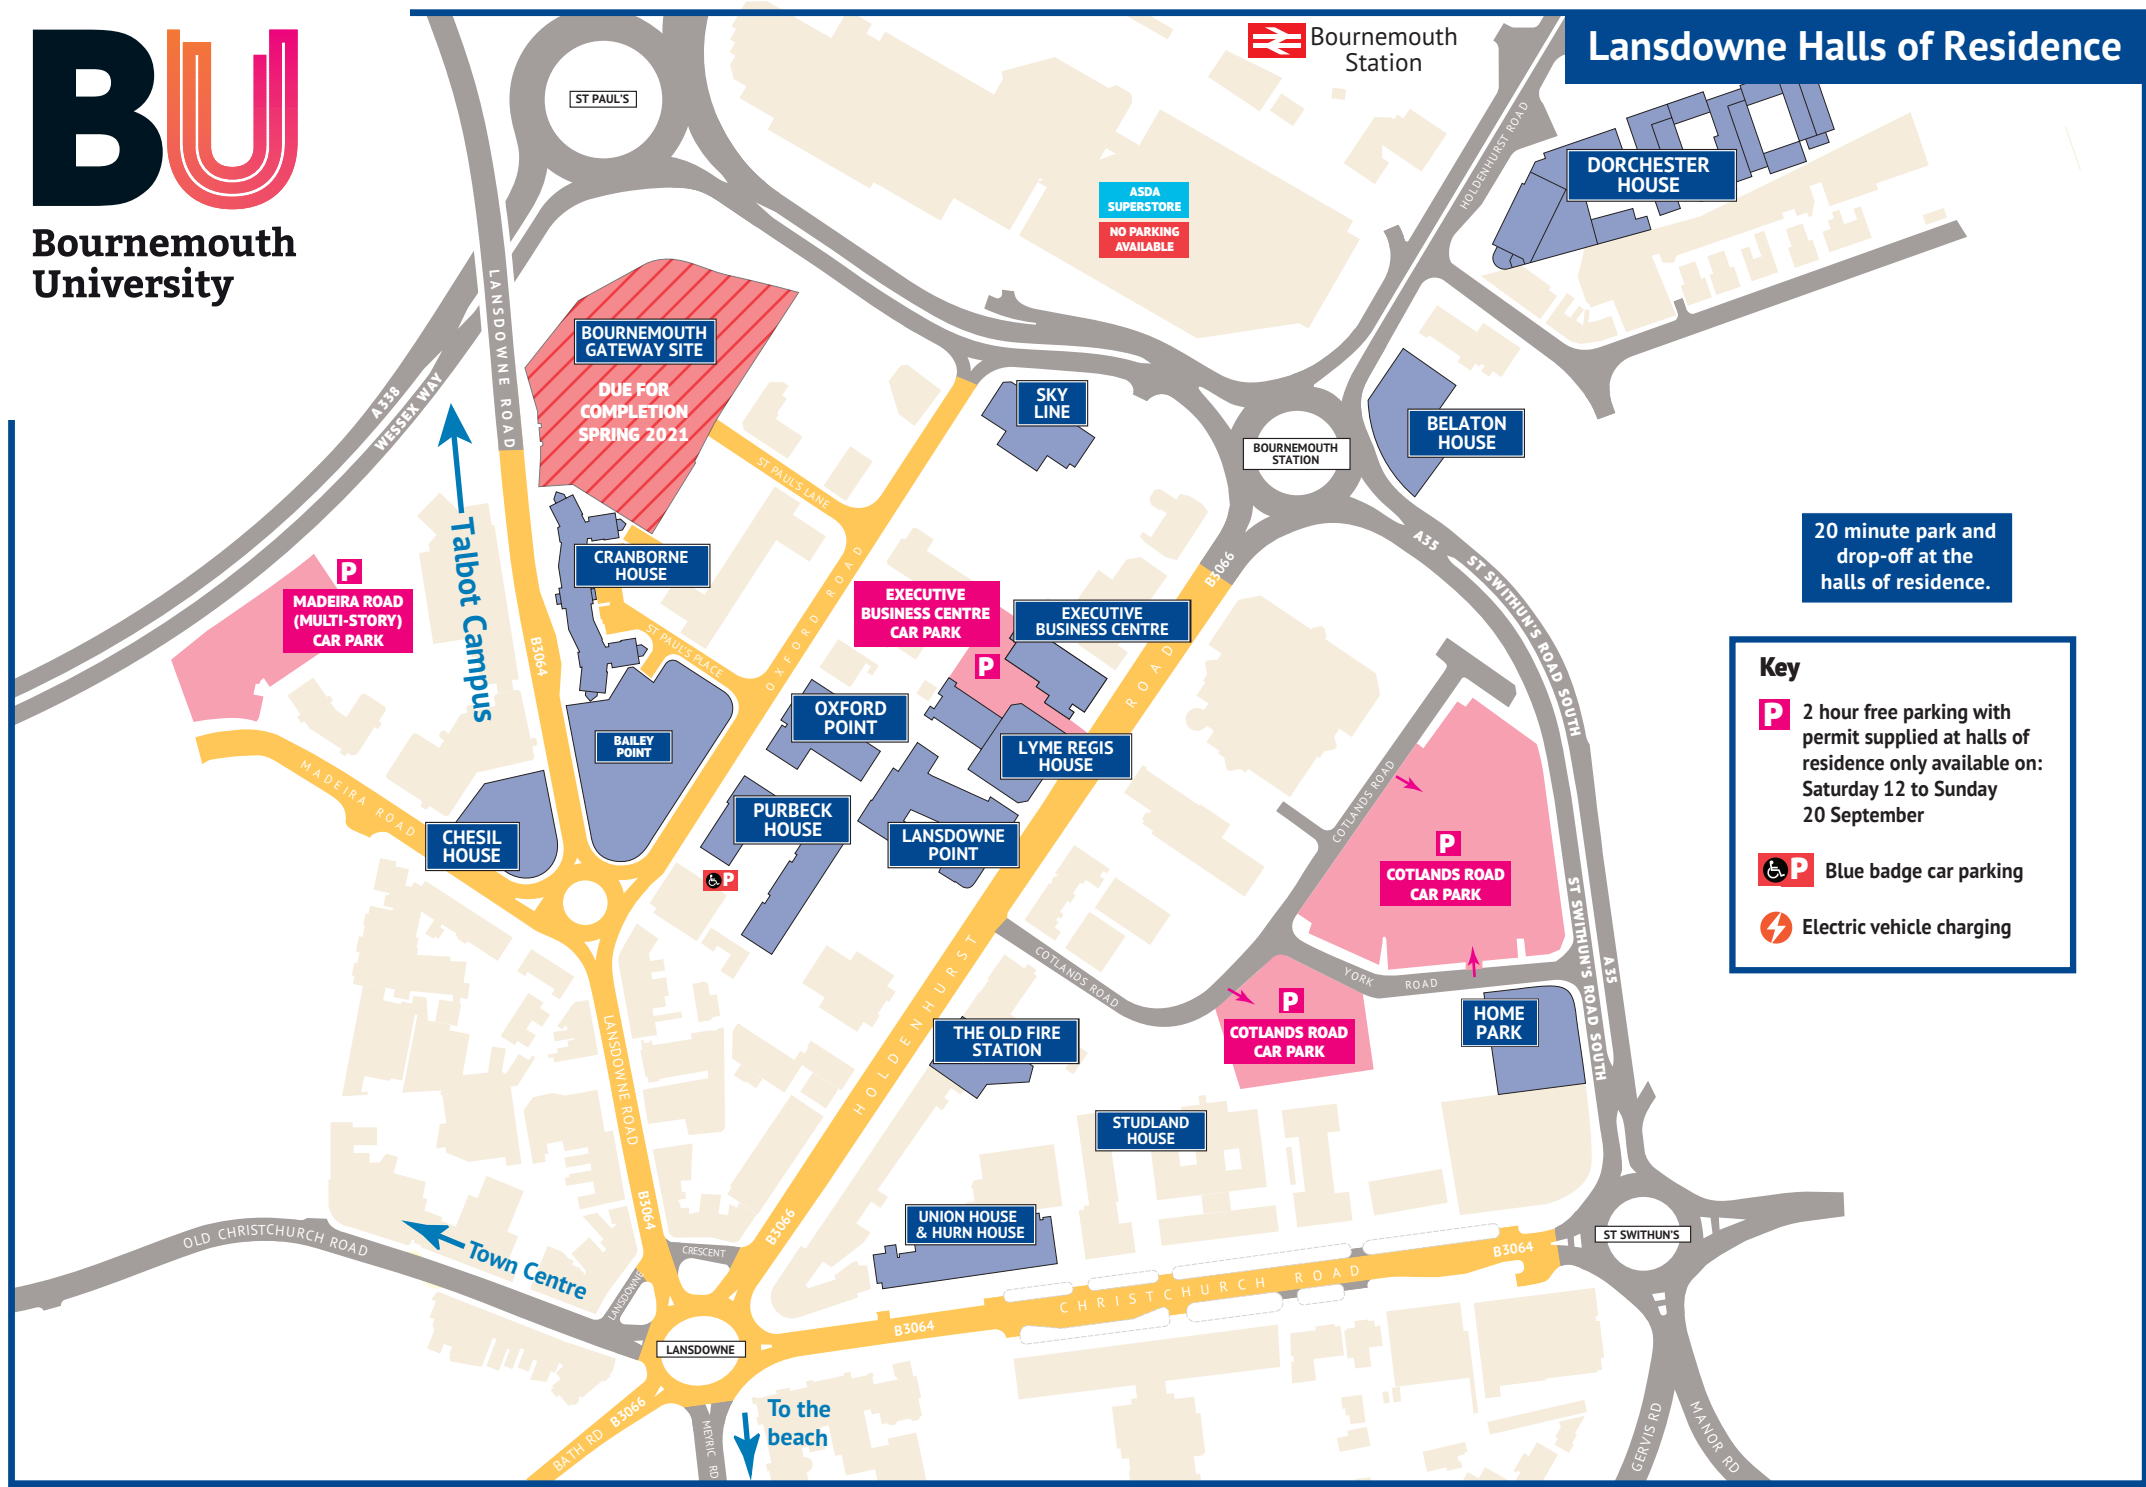 BU
Bournemouth
University
Lansdowne Halls of Residence
Bournemouth
Station
ST PAUL'S
HOLDENHURST ROAD
DORCHESTER
HOUSE
ASDA
SUPERSTORE
NO PARKING
AVAILABLE
LANSDOWNE ROAD
A338
WESSEX WAY
BOURNEMOUTH
GATEWAY SITE
DUE FOR
COMPLETION
SPRING 2021
SKY
LINE
BELATON
HOUSE
BOURNEMOUTH
STATION
ST PAUL'S LANE
Talbot Campus
CRANBORNE
HOUSE
A35
ST SWITHUN'S ROAD SOUTH
B3066
20 minute park and
drop-off at the
halls of residence.
P
MADEIRA ROAD
(MULTI-STORY)
CAR PARK
EXECUTIVE
BUSINESS CENTRE
CAR PARK
P
EXECUTIVE
BUSINESS CENTRE
B3064
ST PAUL'S PLACE
OXFORD ROAD
OXFORD
POINT
BAILEY
POINT
LYME REGIS
HOUSE
MADEIRA ROAD
CHESIL
HOUSE
PURBECK
HOUSE
LANSDOWNE
POINT
P
COTLANDS ROAD
P
COTLANDS ROAD
CAR PARK
Key
P
2 hour free parking with
permit supplied at halls of
residence only available on:
Saturday 12 to Sunday
20 September
P
Blue badge car parking
Electric vehicle charging
HOLDENHURST ROAD
COTLANDS ROAD
YORK ROAD
ST SWITHUN'S ROAD SOUTH
A35
P
COTLANDS ROAD
CAR PARK
HOME
PARK
THE OLD FIRE
STATION
LANSDOWNE ROAD
STUDLAND
HOUSE
B3064
B3066
UNION HOUSE
& HURN HOUSE
OLD CHRISTCHURCH ROAD
Town Centre
CRESCENT
LANSDOWNE
LANSDOWNE
B3064
CHRISTCHURCH ROAD
B3064
ST SWITHUN'S
BATH RD
B3066
MEYRIC RD
To the
beach
GERVIS RD
MANOR RD